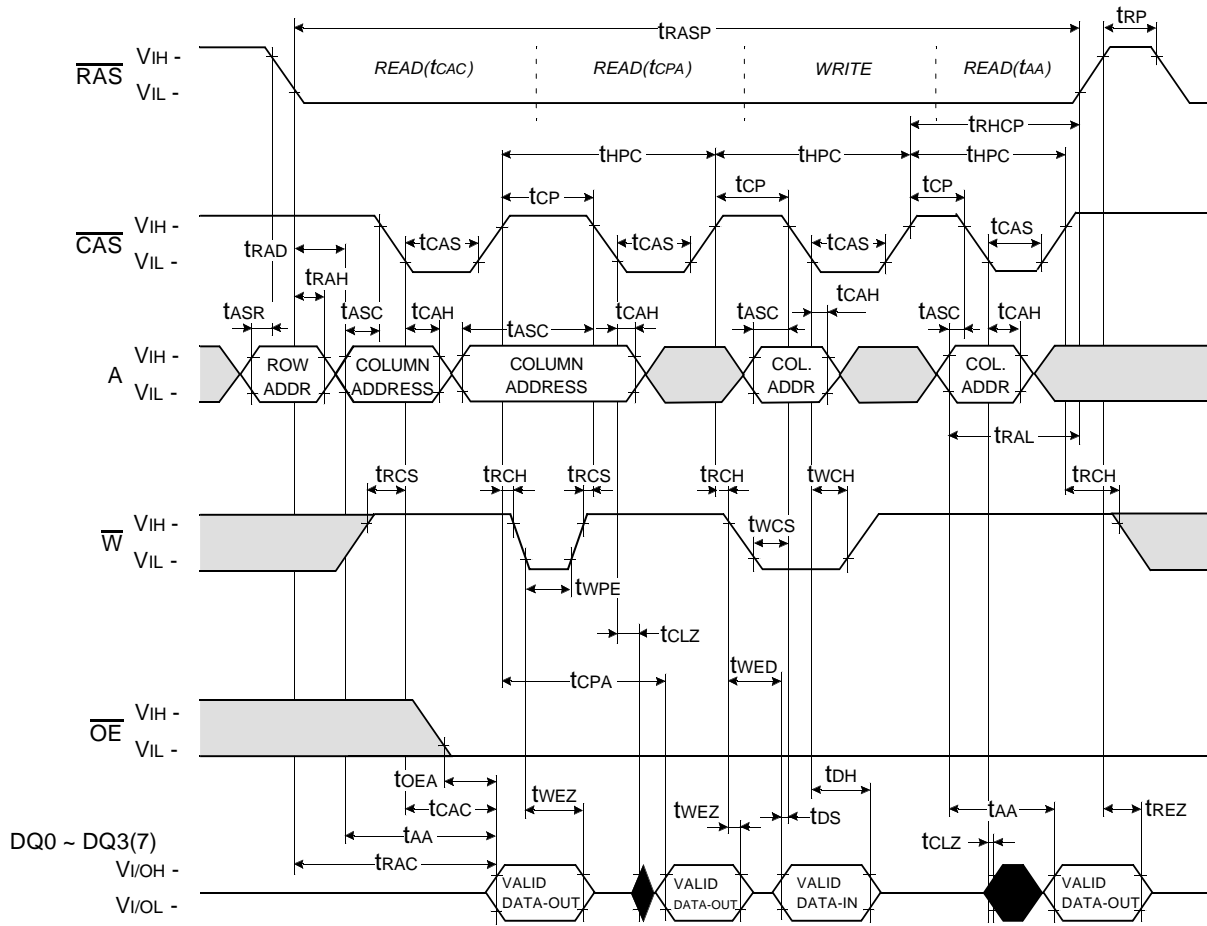 tRASP
tRP
RAS
VIH -
VIL -
READ(tCAC)
READ(tCPA)
WRITE
READ(tAA)
tRHCP
tHPC
tHPC
tHPC
tCP
tCP
tCP
CAS
VIH -
VIL -
tCAS
tCAS
tCAS
tCAS
tRAD
tRAH
tASR
tASC
tCAH
tASC
tCAH
tASC
tCAH
tASC
tCAH
A
VIH -
VIL -
ROW
ADDR
COLUMN
ADDRESS
COLUMN
ADDRESS
COL.
ADDR
COL.
ADDR
tRAL
tRCS
tRCH
tRCS
tRCH
tWCH
tRCH
W
VIH -
VIL -
tWCS
tWPE
tCLZ
tCPA
tWED
OE
VIH -
VIL -
tOEA
tCAC
tAA
tRAC
tWEZ
tWEZ
tDH
tDS
tAA
tREZ
tCLZ
DQ0 ~ DQ3(7)
VI/OH -
VI/OL -
VALID
DATA-OUT
VALID
DATA-OUT
VALID
DATA-IN
VALID
DATA-OUT